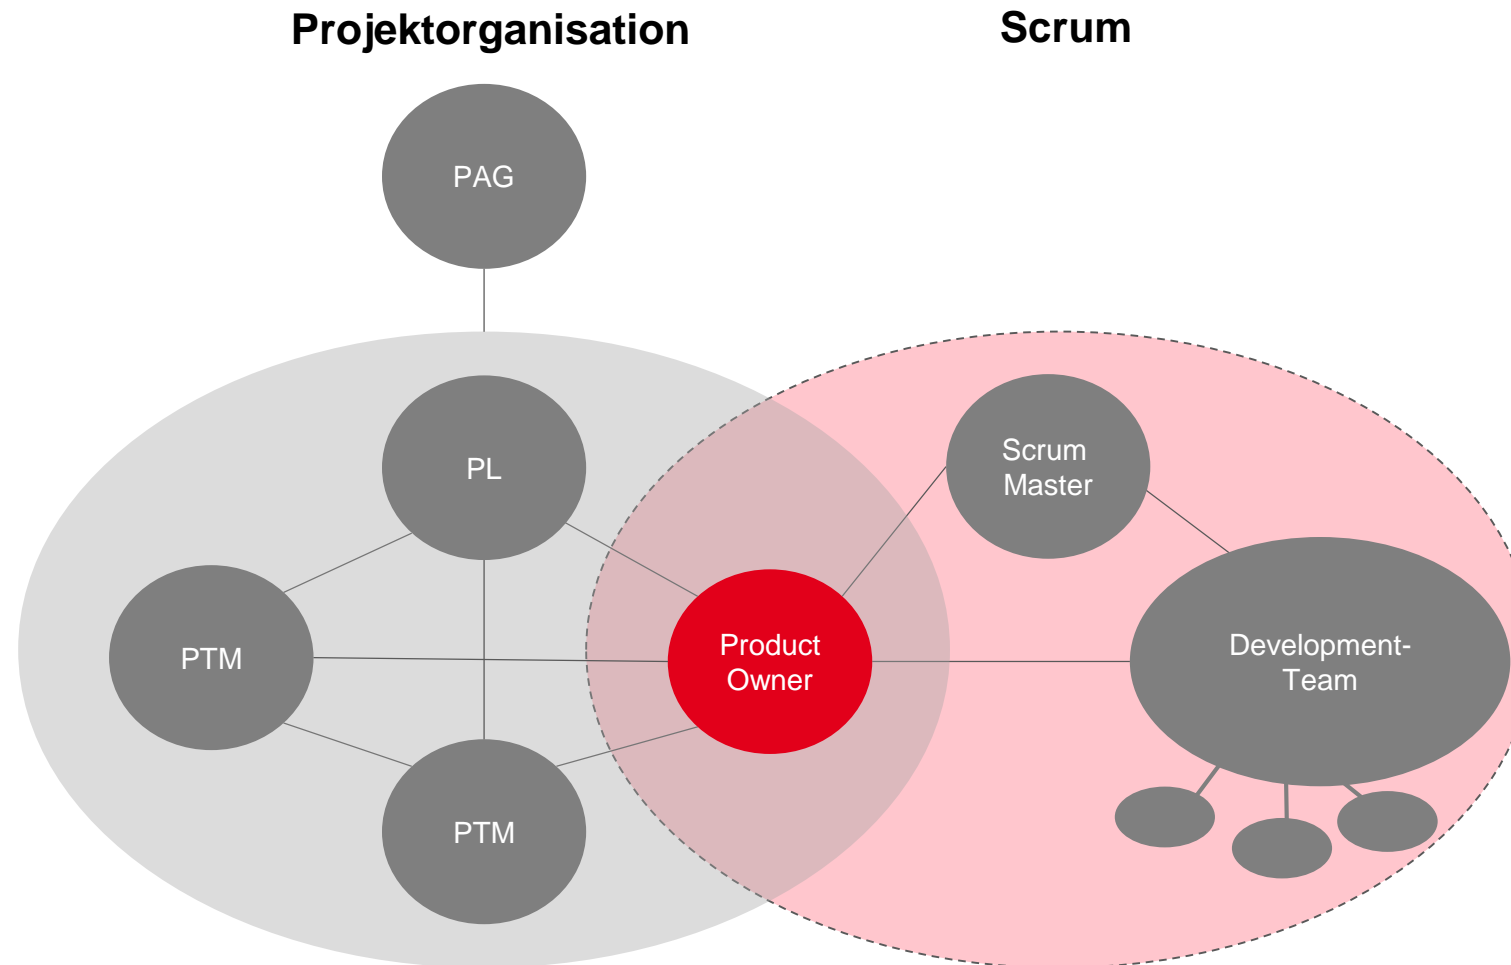 Projektorganisation
Scrum
PAG
PL
Scrum
Master
PTM
Product
Owner
Development-
Team
PTM